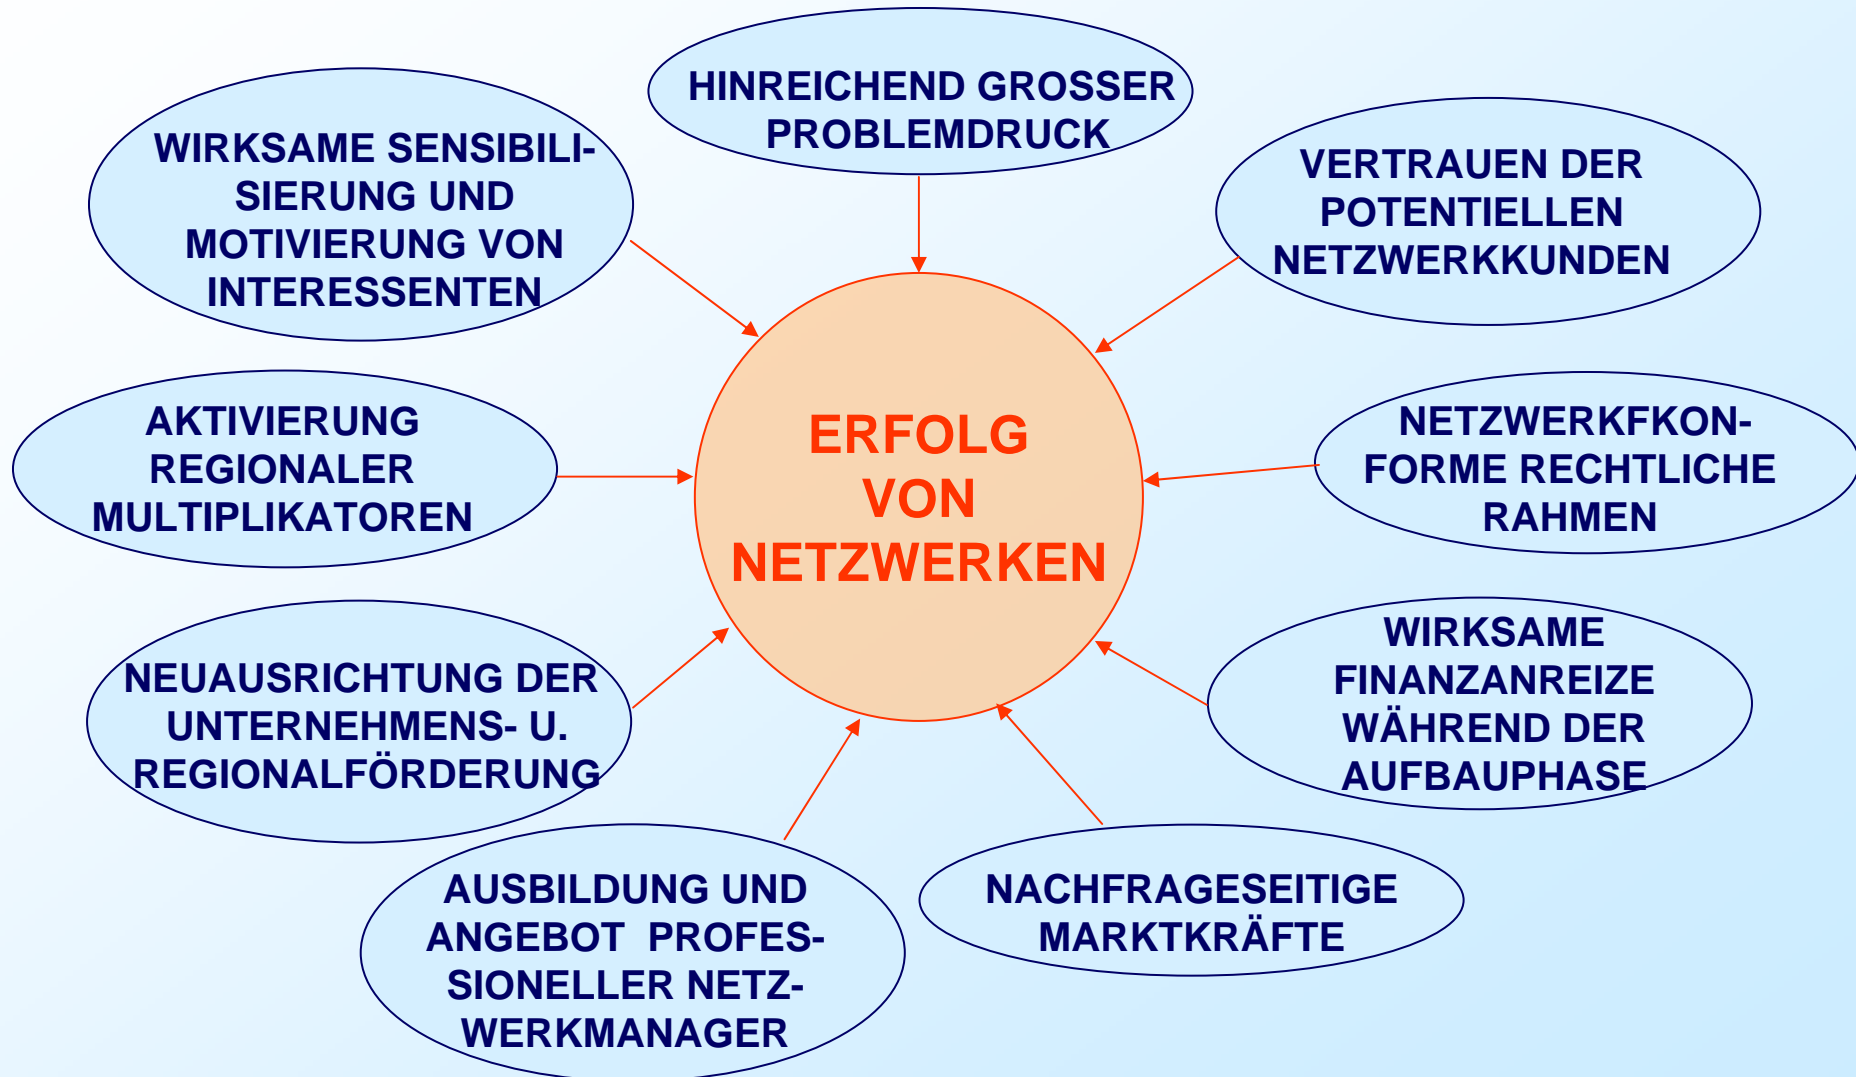 HINREICHEND GROSSER
PROBLEMDRUCK
WIRKSAME SENSIBILI-
SIERUNG UND
MOTIVIERUNG VON
INTERESSENTEN
VERTRAUEN DER
POTENTIELLEN
NETZWERKKUNDEN
AKTIVIERUNG
REGIONALER
MULTIPLIKATOREN
ERFOLG
VON
NETZWERKEN
NETZWERKFKON-
FORME RECHTLICHE
RAHMEN
NEUAUSRICHTUNG DER
UNTERNEHMENS- U.
REGIONALFÖRDERUNG
WIRKSAME
FINANZANREIZE
WÄHREND DER
AUFBAUPHASE
AUSBILDUNG UND
ANGEBOT PROFES-
SIONELLER NETZ-
WERKMANAGER
NACHFRAGESEITIGE
MARKTKRÄFTE